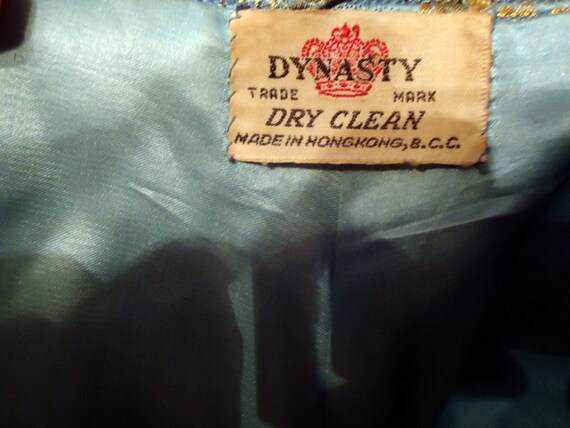 DYNASTY
TRADE MARK
DRY CLEAN
MADE IN HONGKONG, B.C.C.